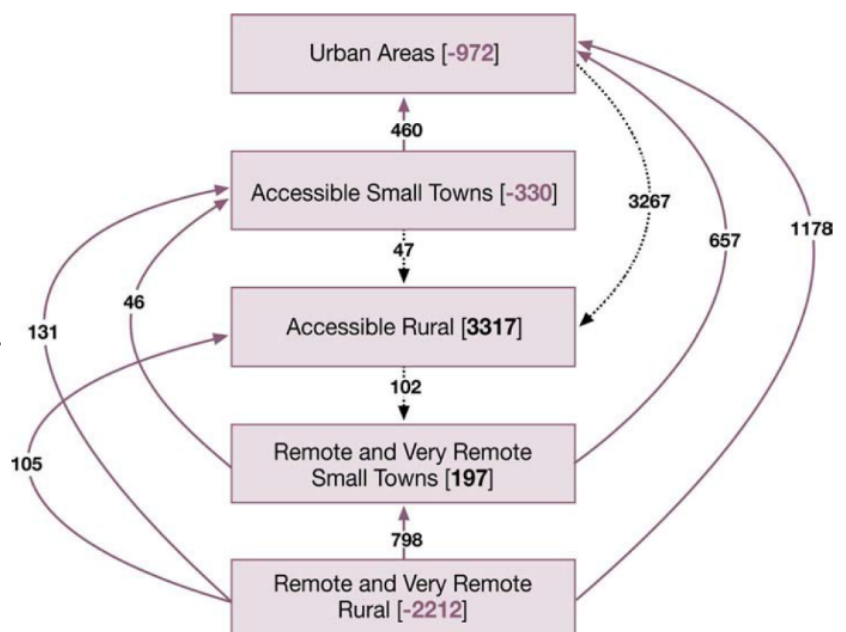 Urban Areas [-972]
460
Accessible Small Towns [-330]
3267
1178
657
47
46
Accessible Rural [3317]
131
102
105
Remote and Very Remote
Small Towns [197]
798
Remote and Very Remote
Rural [-2212]